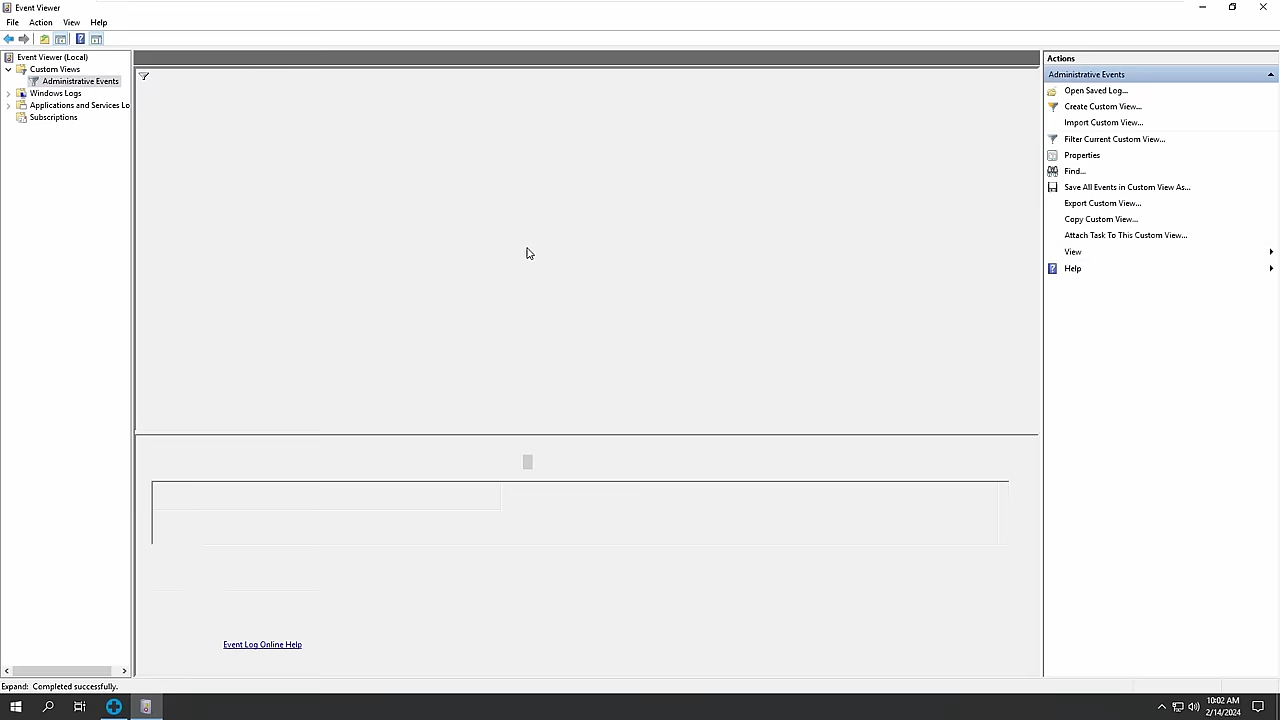 Event Viewer
File Action View Help
Event Viewer (Local)
Custom Views
Administrative Events
Windows Logs
Applications and Services Lo
Subscriptions
Event Log Online Help
Actions
Administrative Events
Open Saved Log...
Create Custom View...
Import Custom View...
Filter Current Custom View...
Properties
Find...
Save All Events in Custom View As...
Export Custom View...
Copy Custom View...
Attach Task To This Custom View...
View
Help
Expand: Completed successfully.
10:02 AM
2/14/2024